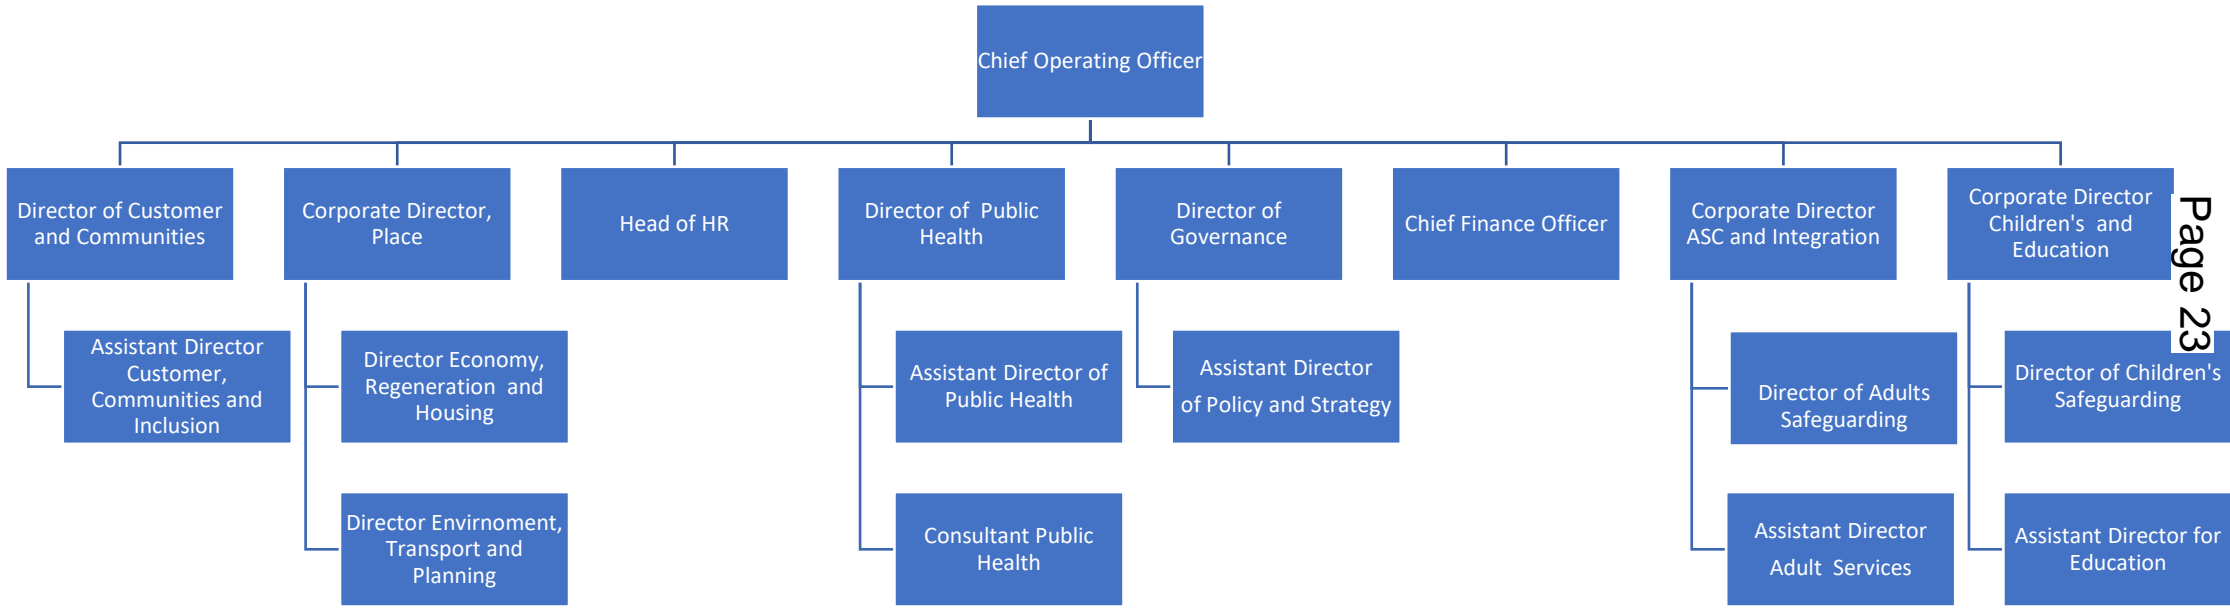 Chief Operating Officer
Director of Customer
and Communities
Corporate Director,
Place
Head of HR
Director of Public
Health
Director of
Governance
Chief Finance Officer
Corporate Director
ASC and Integration
Corporate Director
Children's and
Education
Page 23
Assistant Director
Customer,
Communities and
Inclusion
Director Economy,
Regeneration and
Housing
Assistant Director of
Public Health
Assistant Director
of Policy and Strategy
Director of Adults
Safeguarding
Director of Children's
Safeguarding
Director Envirnoment,
Transport and
Planning
Consultant Public
Health
Assistant Director
Adult Services
Assistant Director for
Education